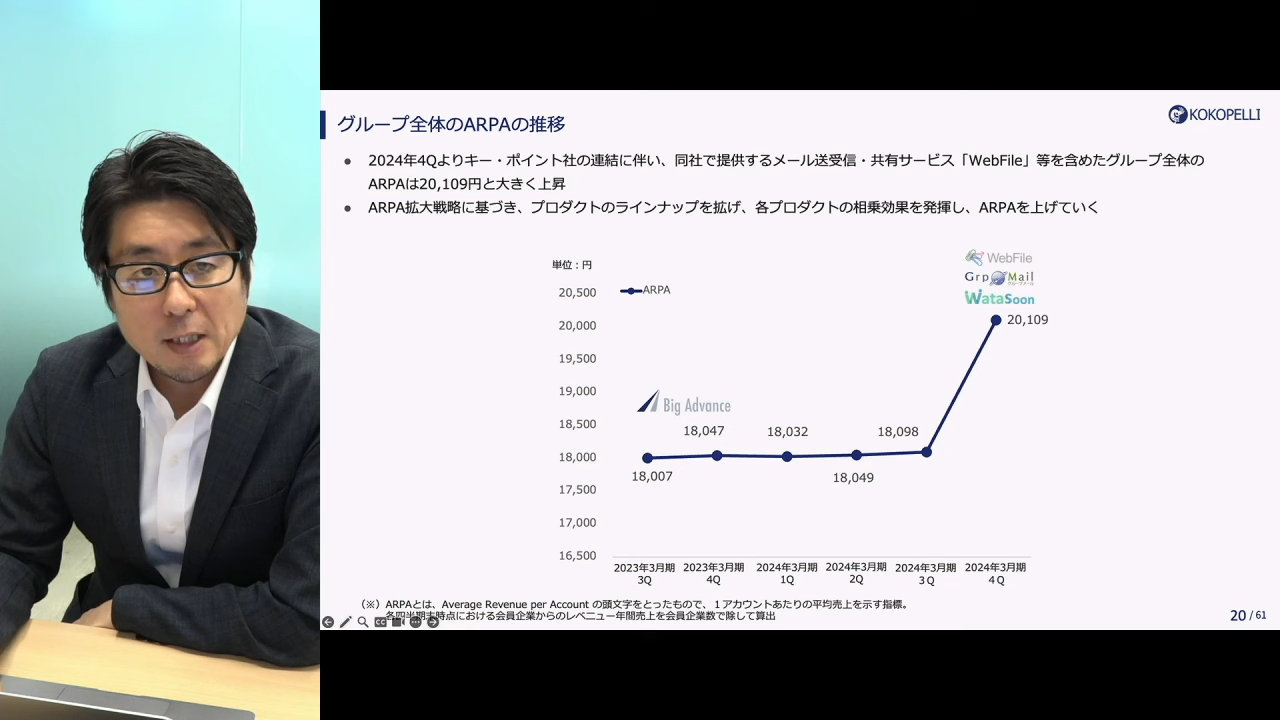 グループ全体のARPAの推移
KOKOPELLI
● 2024年4Qよりキー・ポイント社の連結に伴い、同社で提供するメール送受信・共有サービス「WebFile」等を含めたグループ全体の
ARPAは20,109円と大きく上昇
● ARPA拡大戦略に基づき、プロダクトのラインナップを拡げ、各プロダクトの相乗効果を発揮し、ARPAを上げていく
単位：円
ARPA
WebFile
GrpMail
グループメール
WataSoon
20,500
20,000
19,500
19,000
18,500
18,000
17,500
17,000
16,500
Big Advance
18,007
18,047
18,032
18,049
18,098
20,109
2023年3月期
3Q
2023年3月期
4Q
2024年3月期
1Q
2024年3月期
2Q
2024年3月期
３Ｑ
2024年3月期
４Ｑ
（※）ARPAとは、Average Revenue per Account の頭文字をとったもので、１アカウントあたりの平均売上を示す指標。
各四半期末時点における会員企業からのレベニュー年間売上を会員企業数で除して算出
20 / 61